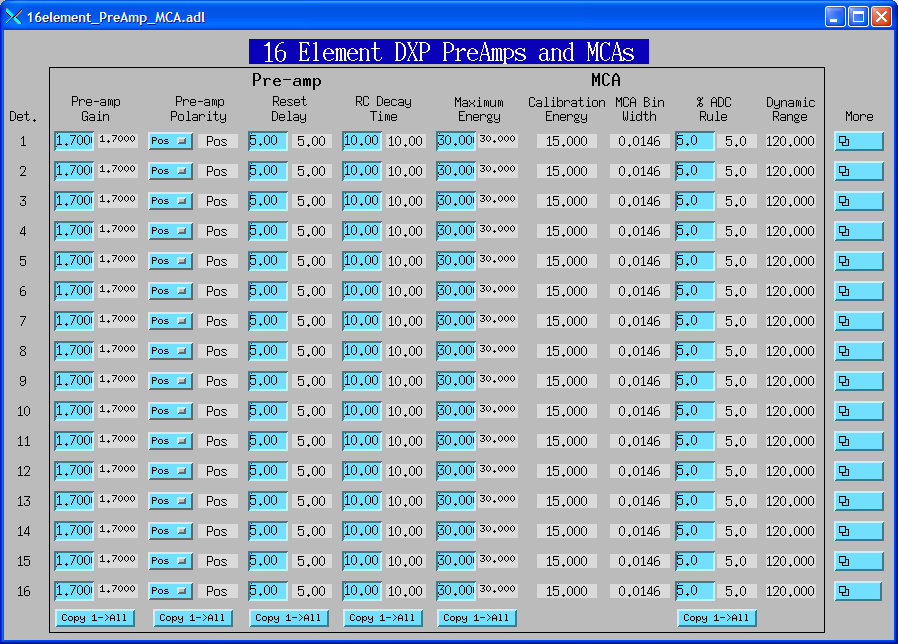 16element_PreAmp_MCA.adl
16 Element DXP PreAmps and MCAs
Pre-amp MCA
Det. Pre-amp Gain Pre-amp Polarity Reset Delay RC Decay Time Maximum Energy Calibration Energy MCA Bin Width % ADC Rule Dynamic Range More
1 1.700 1.7000 Pos Pos 5.00 5.00 10.00 10.00 30.00 30.000 15.000 0.0146 5.0 5.0 120.000
2 1.700 1.7000 Pos Pos 5.00 5.00 10.00 10.00 30.00 30.000 15.000 0.0146 5.0 5.0 120.000
3 1.700 1.7000 Pos Pos 5.00 5.00 10.00 10.00 30.00 30.000 15.000 0.0146 5.0 5.0 120.000
4 1.700 1.7000 Pos Pos 5.00 5.00 10.00 10.00 30.00 30.000 15.000 0.0146 5.0 5.0 120.000
5 1.700 1.7000 Pos Pos 5.00 5.00 10.00 10.00 30.00 30.000 15.000 0.0146 5.0 5.0 120.000
6 1.700 1.7000 Pos Pos 5.00 5.00 10.00 10.00 30.00 30.000 15.000 0.0146 5.0 5.0 120.000
7 1.700 1.7000 Pos Pos 5.00 5.00 10.00 10.00 30.00 30.000 15.000 0.0146 5.0 5.0 120.000
8 1.700 1.7000 Pos Pos 5.00 5.00 10.00 10.00 30.00 30.000 15.000 0.0146 5.0 5.0 120.000
9 1.700 1.7000 Pos Pos 5.00 5.00 10.00 10.00 30.00 30.000 15.000 0.0146 5.0 5.0 120.000
10 1.700 1.7000 Pos Pos 5.00 5.00 10.00 10.00 30.00 30.000 15.000 0.0146 5.0 5.0 120.000
11 1.700 1.7000 Pos Pos 5.00 5.00 10.00 10.00 30.00 30.000 15.000 0.0146 5.0 5.0 120.000
12 1.700 1.7000 Pos Pos 5.00 5.00 10.00 10.00 30.00 30.000 15.000 0.0146 5.0 5.0 120.000
13 1.700 1.7000 Pos Pos 5.00 5.00 10.00 10.00 30.00 30.000 15.000 0.0146 5.0 5.0 120.000
14 1.700 1.7000 Pos Pos 5.00 5.00 10.00 10.00 30.00 30.000 15.000 0.0146 5.0 5.0 120.000
15 1.700 1.7000 Pos Pos 5.00 5.00 10.00 10.00 30.00 30.000 15.000 0.0146 5.0 5.0 120.000
16 1.700 1.7000 Pos Pos 5.00 5.00 10.00 10.00 30.00 30.000 15.000 0.0146 5.0 5.0 120.000
Copy 1->All Copy 1->All Copy 1->All Copy 1->All Copy 1->All Copy 1->All